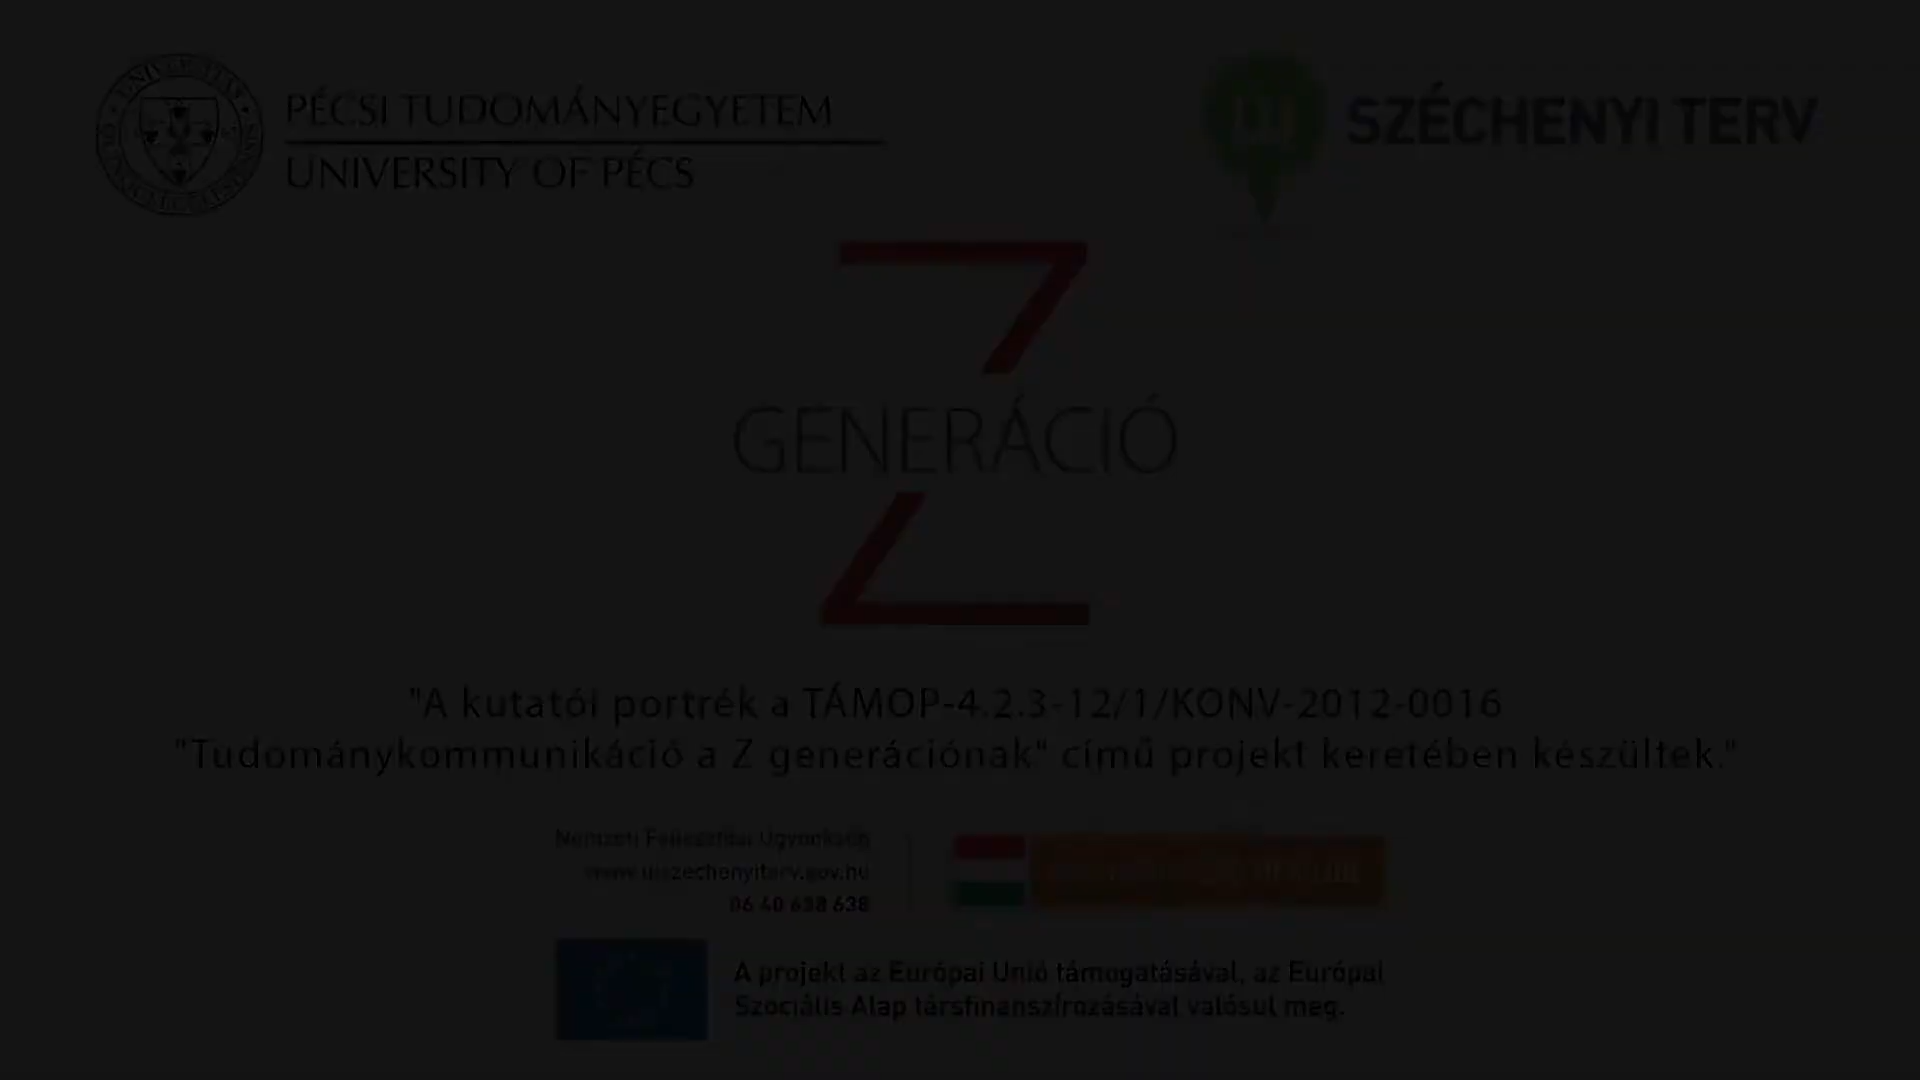 PÉCSI TUDOMÁNYEGYETEM
UNIVERSITY OF PÉCS
SZÉCHENYI TERV
GENERÁCIÓ
"A kutatói portrék a TÁMOP-4.2.3-12/1/KONV-2012-0016
"Tudománykommunikáció a Z generációnak" című projekt keretében készültek."
Nemzeti Fejlesztési Ügynökség
www.ujszechenyiterv.gov.hu
06 40 638 638
A projekt az Európai Unió támogatásával, az Európai
Szociális Alap társfinanszírozásával valósul meg.